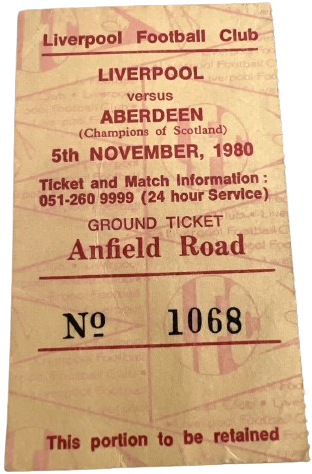 Liverpool Football Club
LIVERPOOL
versus
ABERDEEN
(Champions of Scotland)
5th NOVEMBER, 1980
Ticket and Match Information :
051-260 9999 (24 hour Service)
GROUND TICKET
Anfield Road
Nº 1068
This portion to be retained